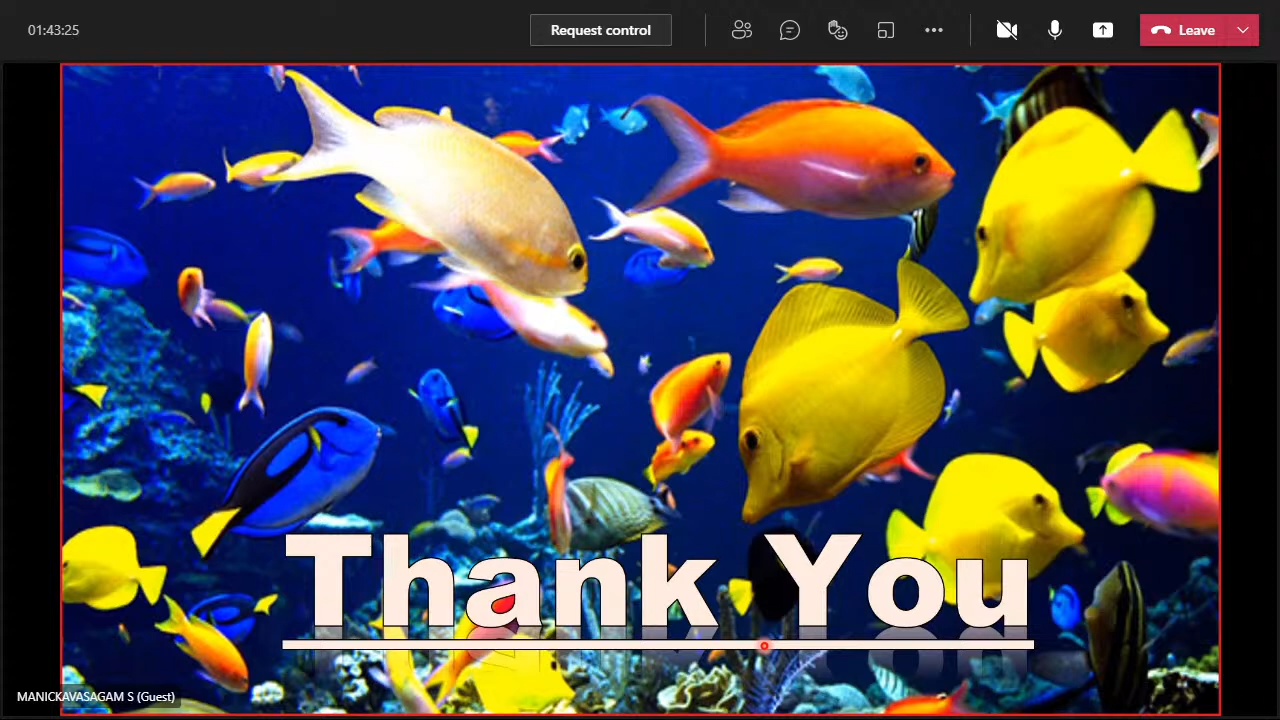 01:43:25
Request control
Leave
Thank You
MANICKAVASAGAM S (Guest)